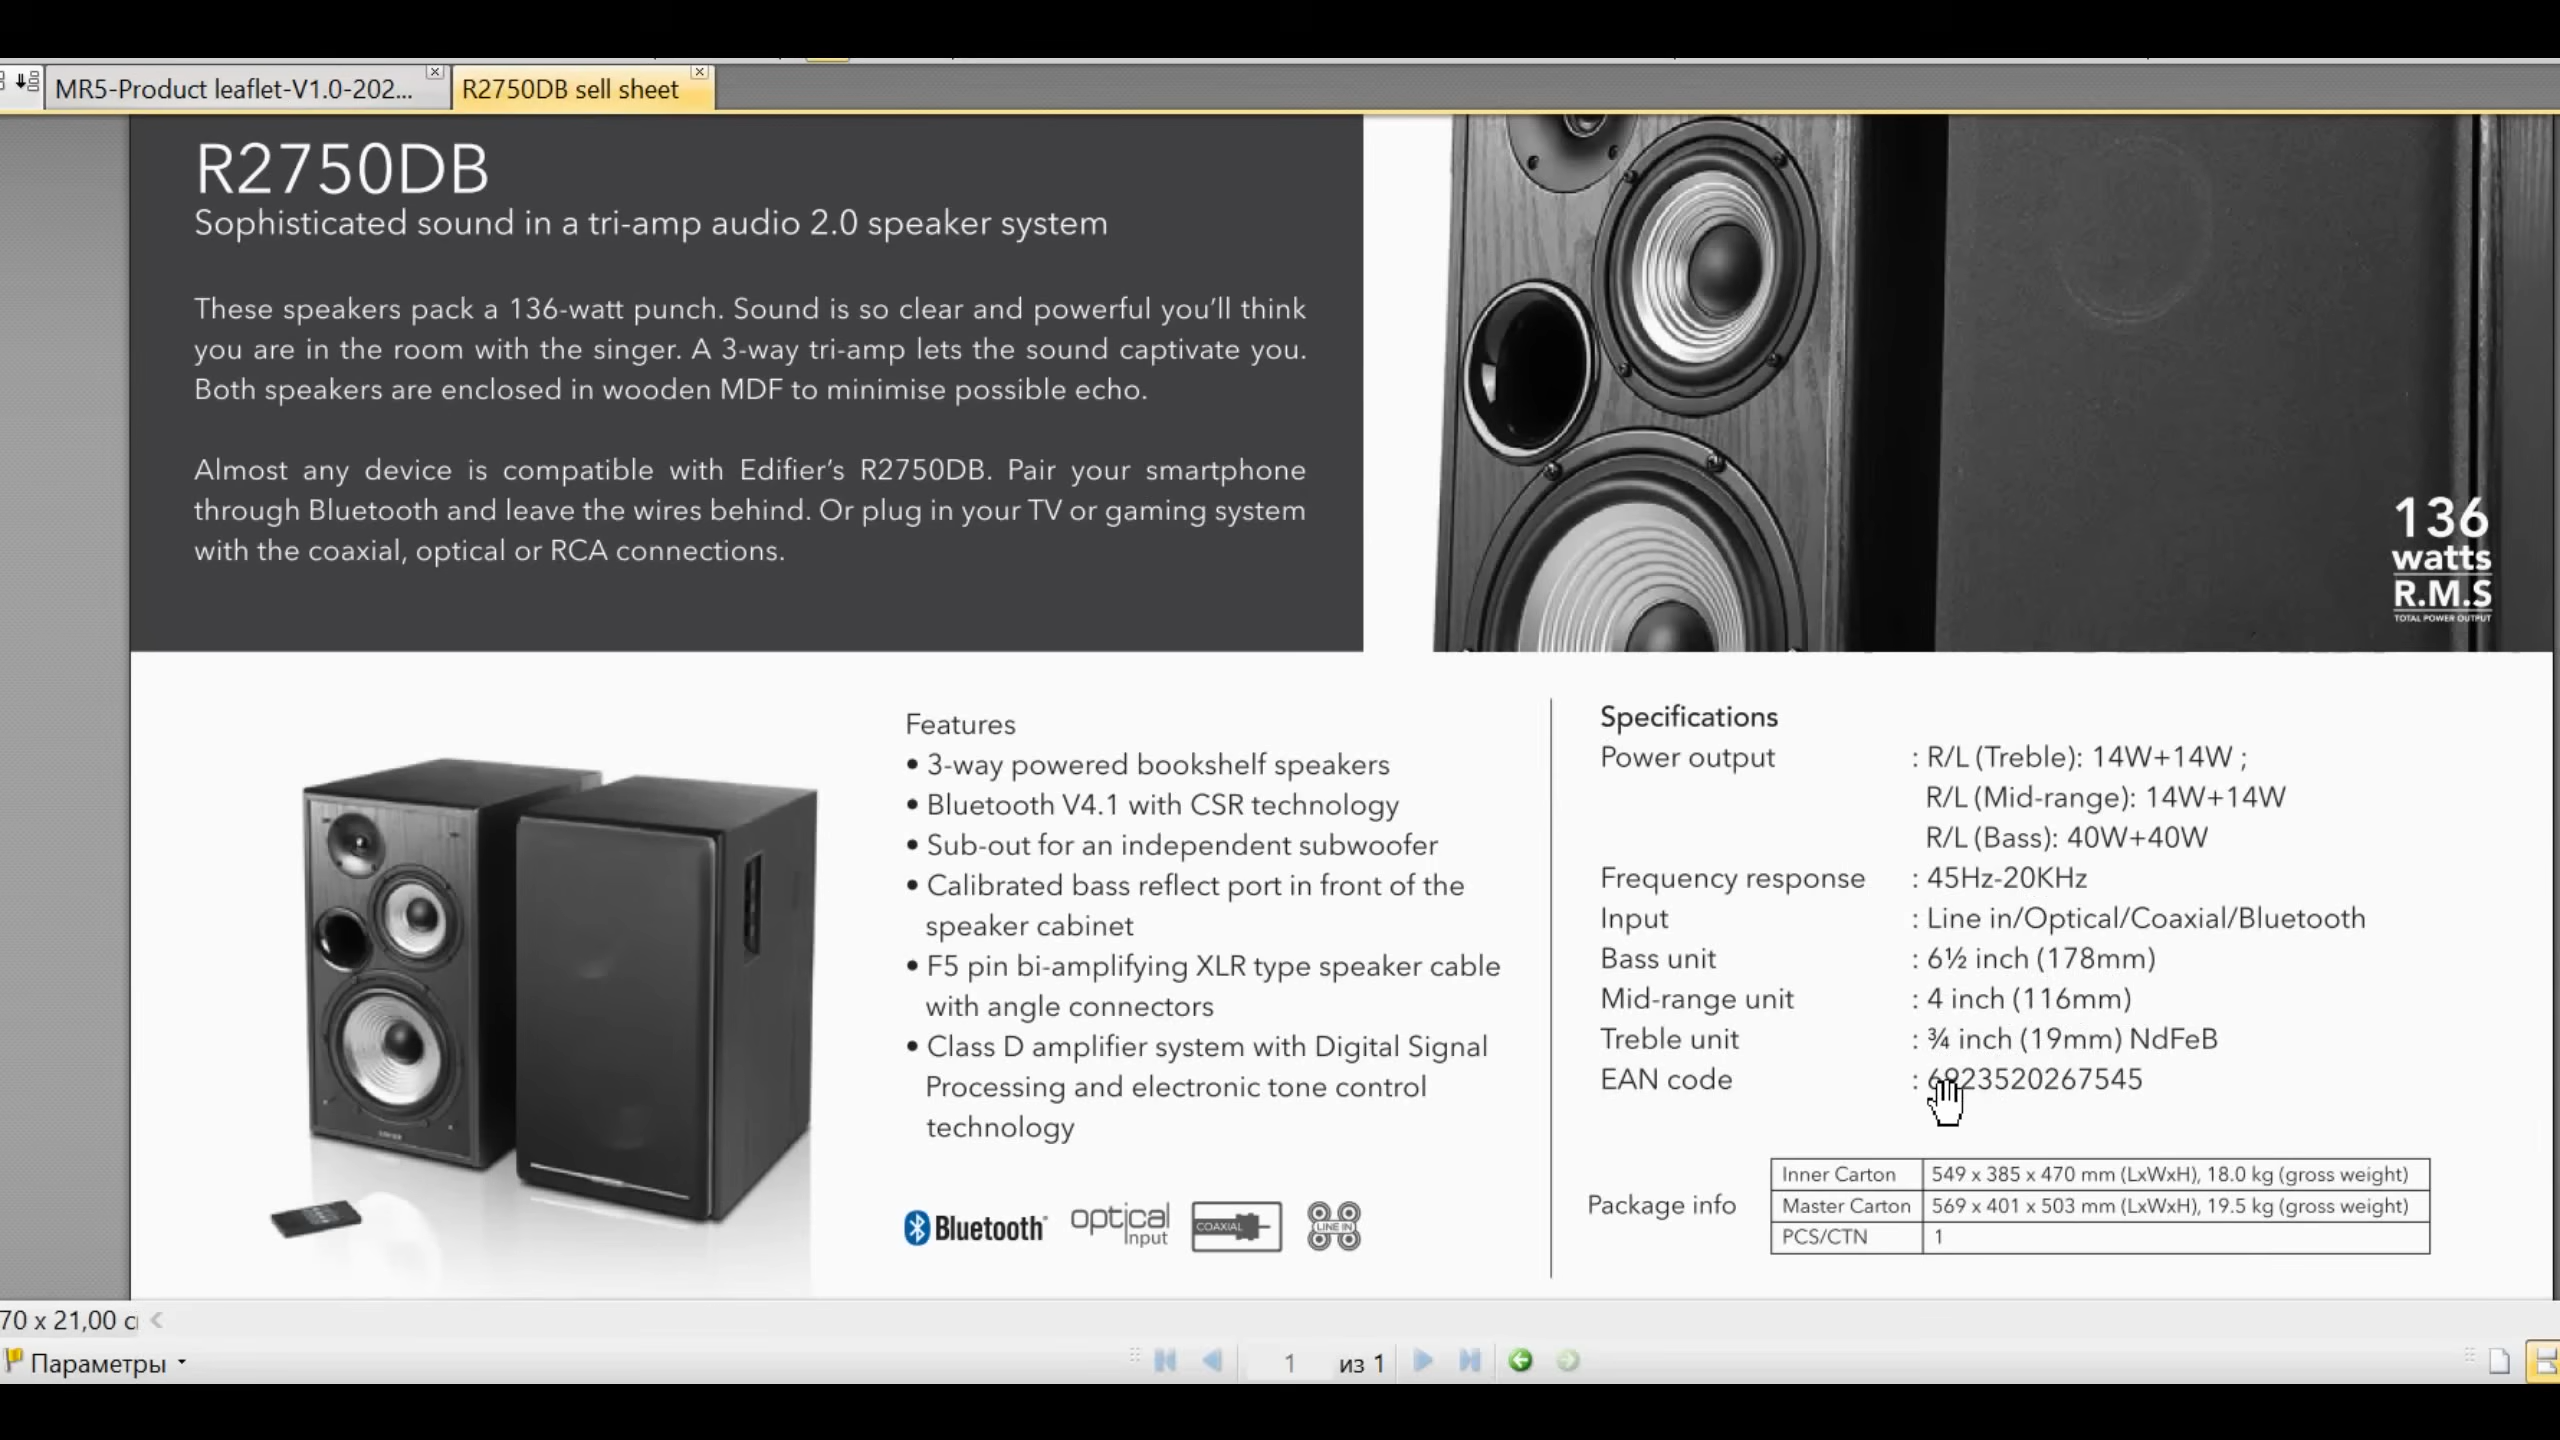 MR5-Product leaflet-V1.0-202...
R2750DB sell sheet
R2750DB
Sophisticated sound in a tri-amp audio 2.0 speaker system
These speakers pack a 136-watt punch. Sound is so clear and powerful you'll think
you are in the room with the singer. A 3-way tri-amp lets the sound captivate you.
Both speakers are enclosed in wooden MDF to minimise possible echo.
Almost any device is compatible with Edifier's R2750DB. Pair your smartphone
through Bluetooth and leave the wires behind. Or plug in your TV or gaming system
with the coaxial, optical or RCA connections.
136
watts
R.M.S
TOTAL POWER OUTPUT
Features
• 3-way powered bookshelf speakers
• Bluetooth V4.1 with CSR technology
• Sub-out for an independent subwoofer
• Calibrated bass reflect port in front of the
speaker cabinet
• F5 pin bi-amplifying XLR type speaker cable
with angle connectors
• Class D amplifier system with Digital Signal
Processing and electronic tone control
technology
Bluetooth
optical
input
COAXIAL
LINE IN
Specifications
Power output : R/L (Treble): 14W+14W ;
R/L (Mid-range): 14W+14W
R/L (Bass): 40W+40W
Frequency response : 45Hz-20KHz
Input : Line in/Optical/Coaxial/Bluetooth
Bass unit : 6½ inch (178mm)
Mid-range unit : 4 inch (116mm)
Treble unit : ¾ inch (19mm) NdFeB
EAN code : 6923520267545
Package info
Inner Carton 549 x 385 x 470 mm (LxWxH), 18.0 kg (gross weight)
Master Carton 569 x 401 x 503 mm (LxWxH), 19.5 kg (gross weight)
PCS/CTN 1
70 x 21,00 с
Параметры
1 из 1